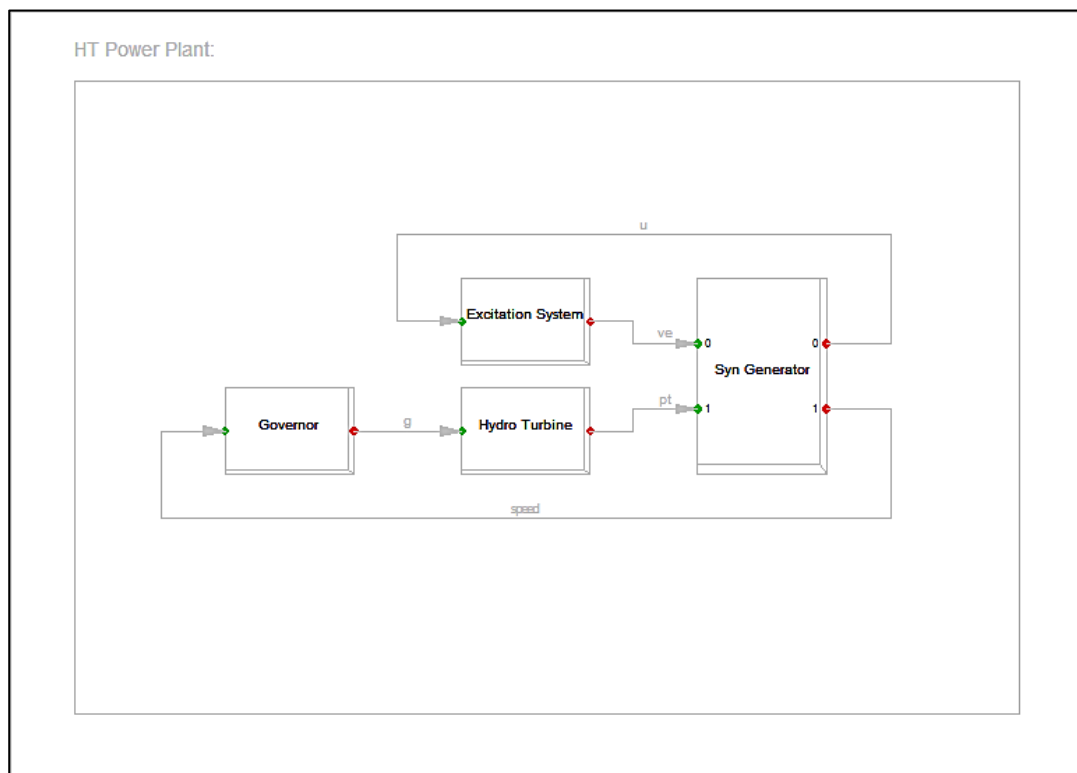 HT Power Plant:
u
Excitation System
ve
0
0
Syn Generator
pt
1
1
Governor
g
Hydro Turbine
speed